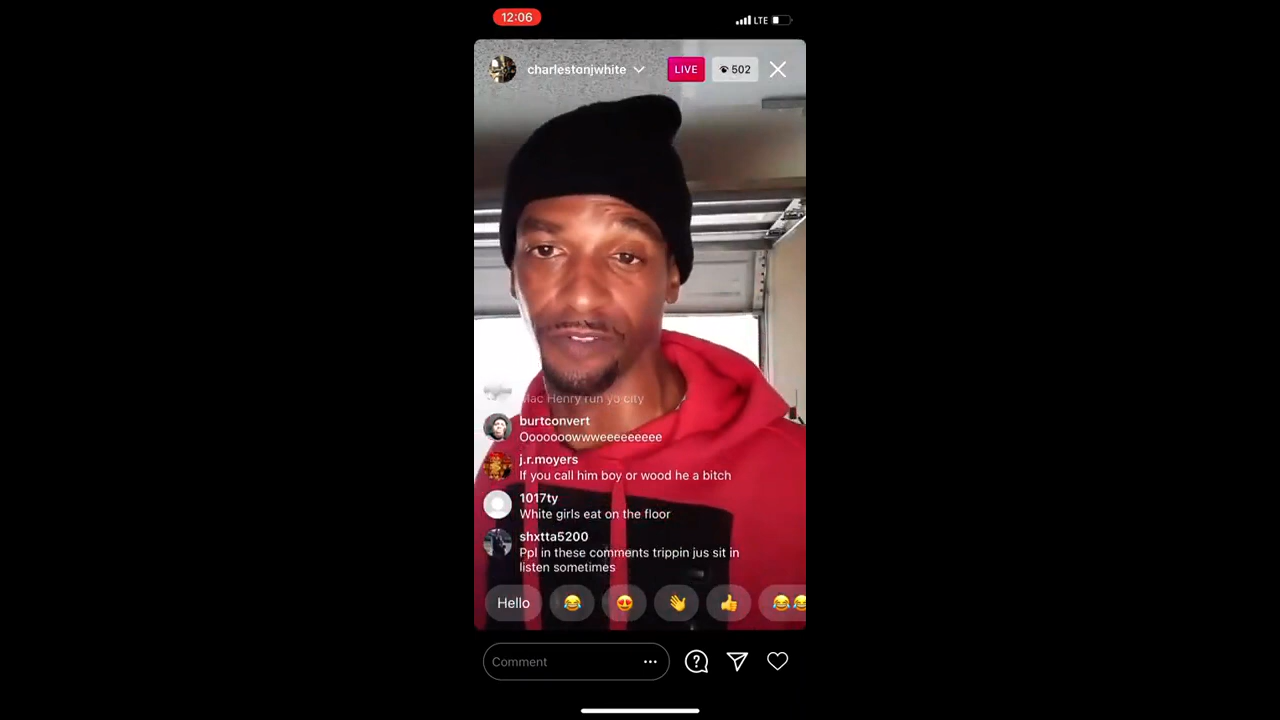 12:06
LTE
charlestonjwhite
LIVE
502
Mac Henry run yo city
burtconvert
Ooooooowwweeeeeeeee
j.r.moyers
If you call him boy or wood he a bitch
1017ty
White girls eat on the floor
shxtta5200
Ppl in these comments trippin jus sit in
listen sometimes
Hello
Comment